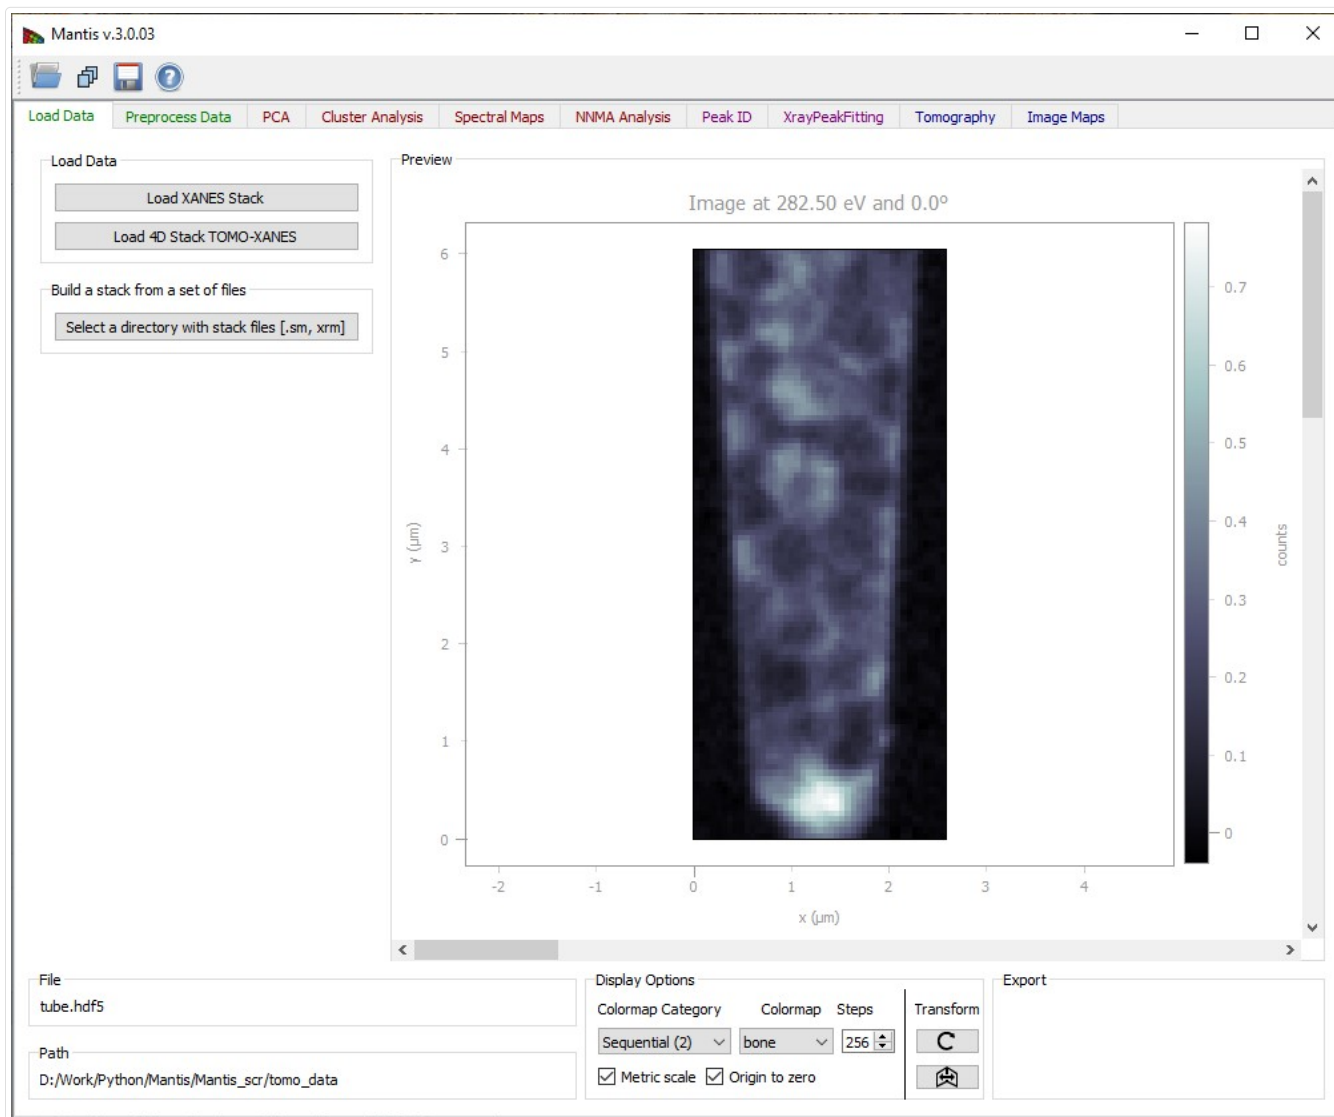 Mantis v.3.0.03
Load Data Preprocess Data PCA Cluster Analysis Spectral Maps NNMA Analysis Peak ID XrayPeakFitting Tomography Image Maps
Load Data
Load XANES Stack
Load 4D Stack TOMO-XANES
Build a stack from a set of files
Select a directory with stack files [.sm, xrm]
Preview
Image at 282.50 eV and 0.0º
6
5
4
3
2
1
0
y (µm)
-2 -1 0 1 2 3 4
x (µm)
0.7
0.6
0.5
0.4
0.3
0.2
0.1
0
counts
File
tube.hdf5
Path
D:/Work/Python/Mantis/Mantis_scr/tomo_data
Display Options
Colormap Category Colormap Steps Transform
Sequential (2) bone 256
Metric scale Origin to zero
Export